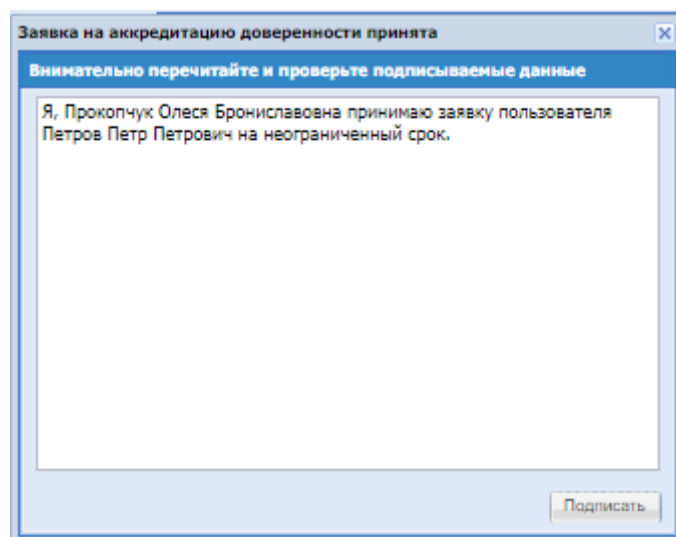 Заявка на аккредитацию доверенности принята
Внимательно перечитайте и проверьте подписываемые данные
Я, Прокопчук Олеся Брониславовна принимаю заявку пользователя
Петров Петр Петрович на неограниченный срок.
Подписать